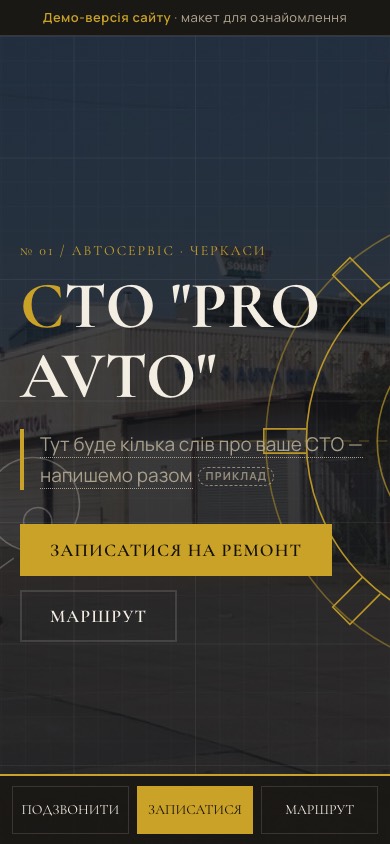 Демо-версія сайту · макет для ознайомлення
№ 01 / АВТОСЕРВІС · ЧЕРКАСИ
СТО "PRO
AVTO"
Тут буде кілька слів про ваше СТО —
напишемо разом ПРИКЛАД
ЗАПИСАТИСЯ НА РЕМОНТ
МАРШРУТ
ПОДЗВОНИТИ ЗАПИСАТИСЯ МАРШРУТ